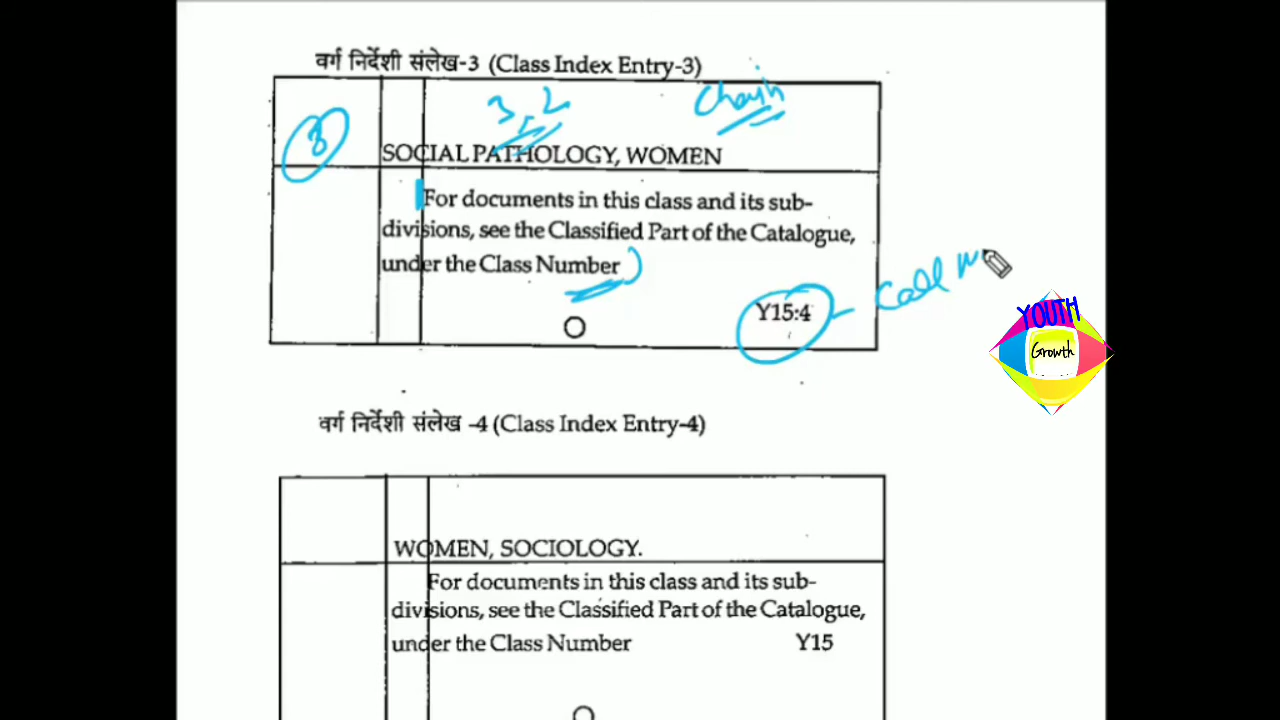 वर्ग निर्देशी संलेख-3 (Class Index Entry-3)
3, 2
Chain
3
SOCIAL PATHOLOGY, WOMEN
For documents in this class and its sub-
divisions, see the Classified Part of the Catalogue,
under the Class Number
Y15:4
Call
YOUTH
Growth
वर्ग निर्देशी संलेख -4 (Class Index Entry-4)
WOMEN, SOCIOLOGY.
For documents in this class and its sub-
divisions, see the Classified Part of the Catalogue,
under the Class Number Y15